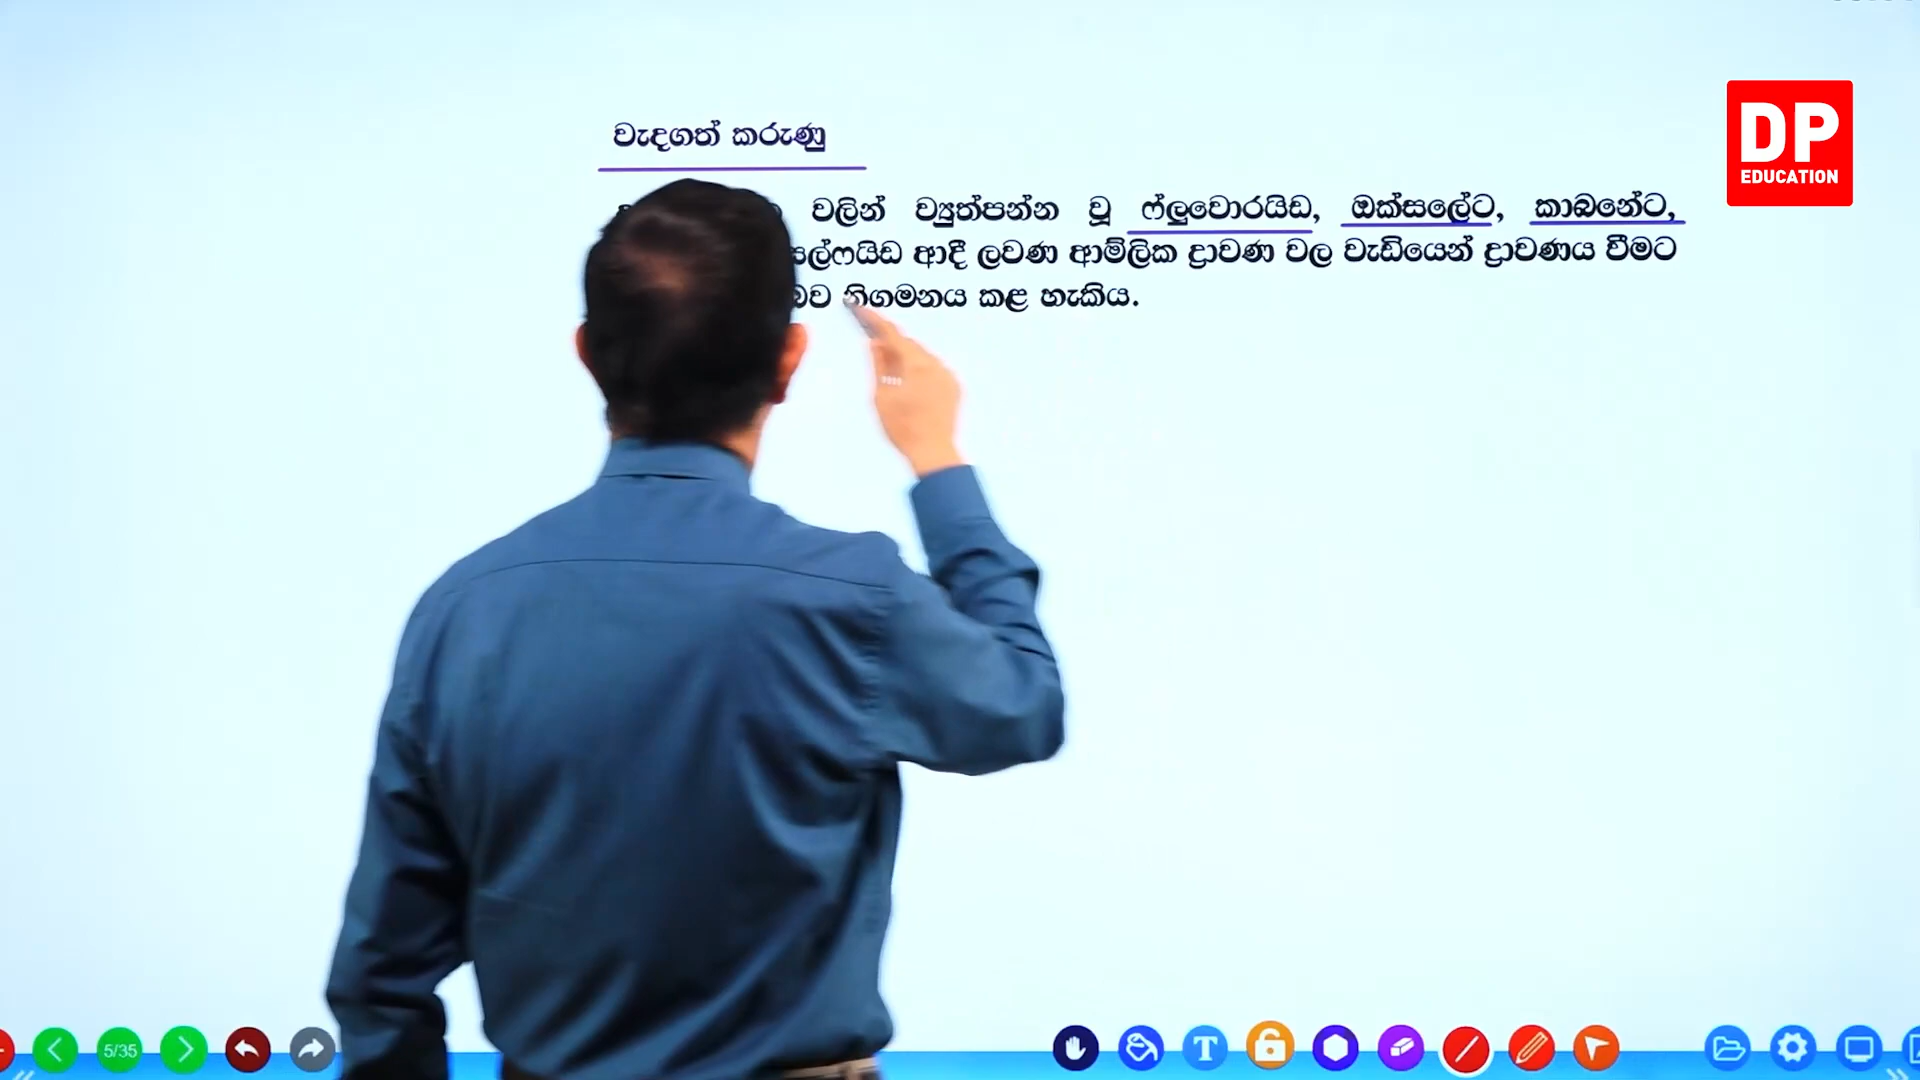 වැදගත් කරුණු
වලින් ව්‍යුත්පන්න වූ ෆ්ලුවොරයිඩ, ඔක්සලේට, කාබනේට,
සල්ෆයිඩ ආදී ලවණ ආම්ලික ද්‍රාවණ වල වැඩියෙන් ද්‍රාවණය වීමට
බව නිගමනය කළ හැකිය.
DP
EDUCATION
5/35
T